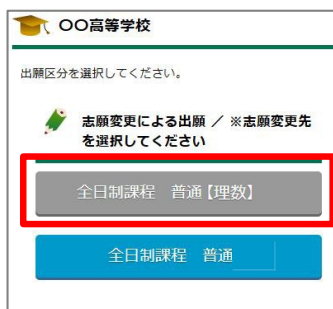 〇〇高等学校
出願区分を選択してください。
志願変更による出願 ／ ※志願変更先
を選択してください
全日制課程　普通【理数】
全日制課程　普通